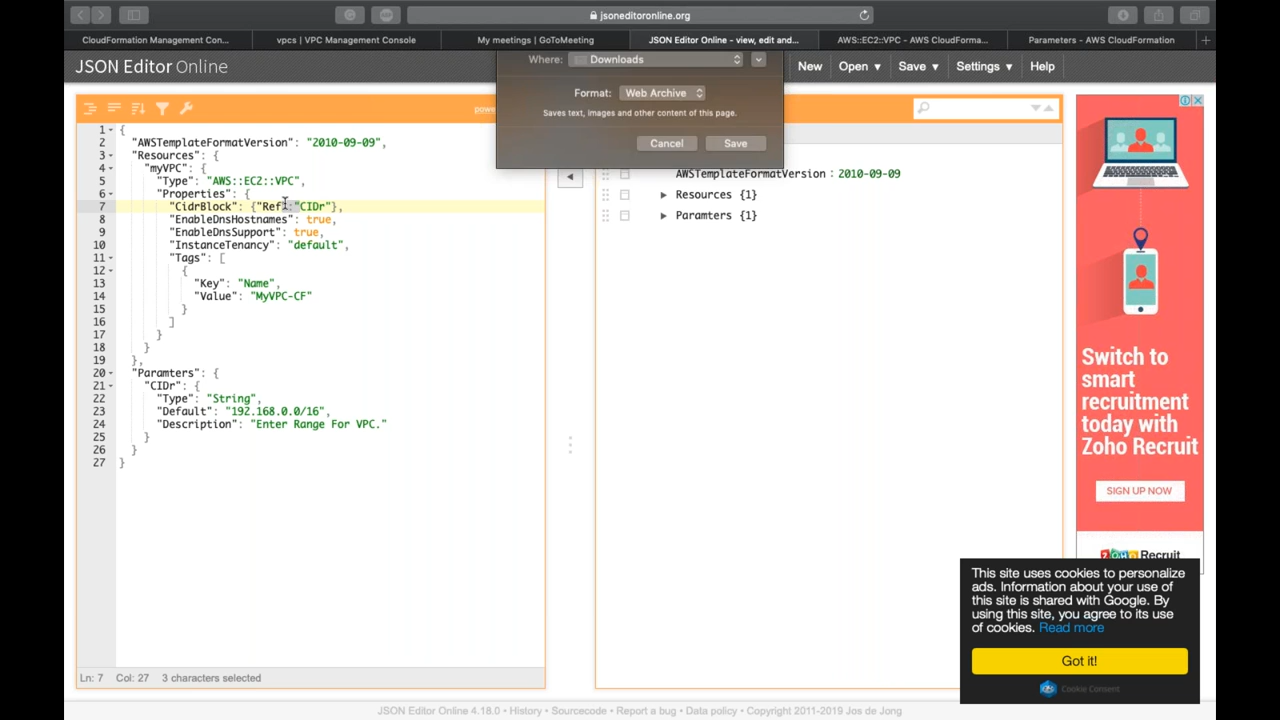 jsoneditoronline.org
CloudFormation Management Con...
vpcs | VPC Management Console
My meetings | GoToMeeting
JSON Editor Online - view, edit and...
AWS::EC2::VPC - AWS CloudForma...
Parameters - AWS CloudFormation
JSON Editor Online
New
Open ▾
Save ▾
Settings ▾
Help
Where: Downloads
Format: Web Archive
Saves text, images and other content of this page.
Cancel
Save
1 {
2 "AWSTemplateFormatVersion": "2010-09-09",
3 "Resources": {
4 "myVPC": {
5 "Type": "AWS::EC2::VPC",
6 "Properties": {
7 "CidrBlock": {"Ref:"CIDr"},
8 "EnableDnsHostnames": true,
9 "EnableDnsSupport": true,
10 "InstanceTenancy": "default",
11 "Tags": [
12 {
13 "Key": "Name",
14 "Value": "MyVPC-CF"
15 }
16 ]
17 }
18 }
19 },
20 "Paramters": {
21 "CIDr": {
22 "Type": "String",
23 "Default": "192.168.0.0/16",
24 "Description": "Enter Range For VPC."
25 }
26 }
27 }
Ln: 7 Col: 27 3 characters selected
AWSTemplateFormatVersion : 2010-09-09
Resources {1}
Paramters {1}
Switch to
smart
recruitment
today with
Zoho Recruit
SIGN UP NOW
ZOHO Recruit
This site uses cookies to personalize
ads. Information about your use of
this site is shared with Google. By
using this site, you agree to its use
of cookies. Read more
Got it!
Cookie Consent
JSON Editor Online 4.18.0 • History • Sourcecode • Report a bug • Data policy • Copyright 2011-2019 Jos de Jong